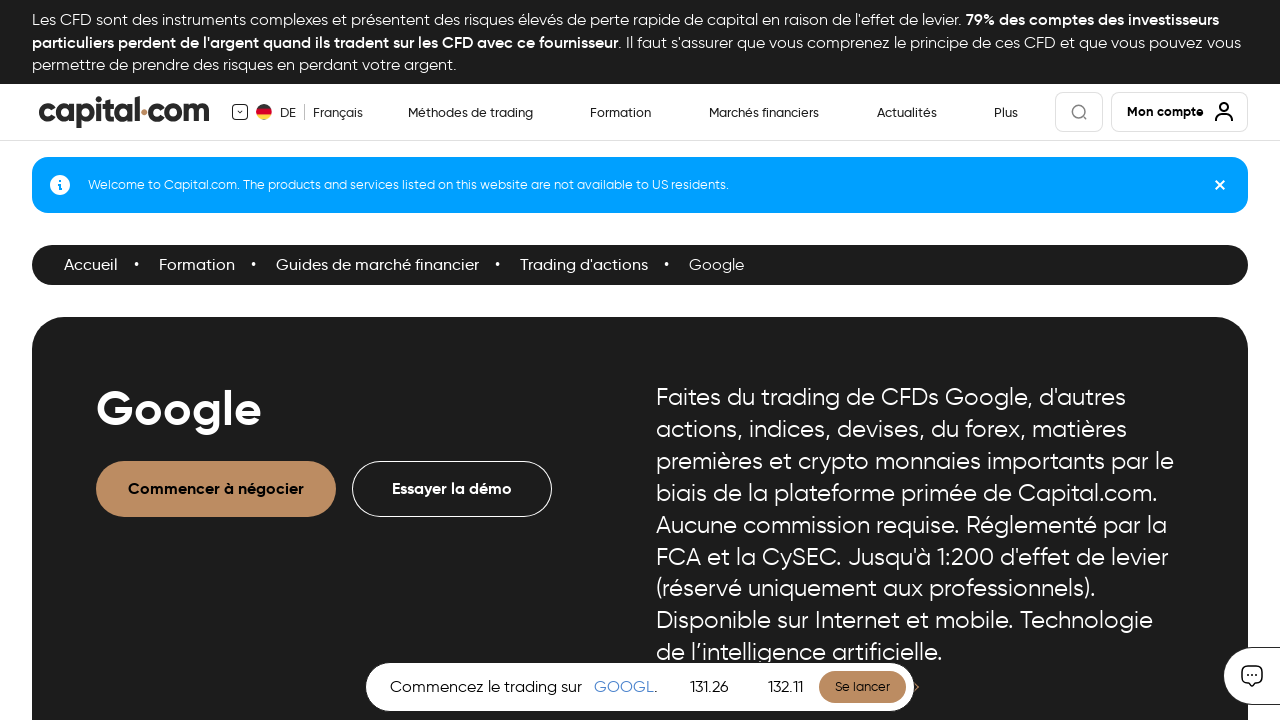 Les CFD sont des instruments complexes et présentent des risques élevés de perte rapide de capital en raison de l'effet de levier. 79% des comptes des investisseurs
particuliers perdent de l'argent quand ils tradent sur les CFD avec ce fournisseur. Il faut s'assurer que vous comprenez le principe de ces CFD et que vous pouvez vous
permettre de prendre des risques en perdant votre argent.
capital.com DE Français Méthodes de trading Formation Marchés financiers Actualités Plus Mon compte
Welcome to Capital.com. The products and services listed on this website are not available to US residents.
Accueil • Formation • Guides de marché financier • Trading d'actions • Google
Google
Commencer à négocier Essayer la démo
Faites du trading de CFDs Google, d'autres
actions, indices, devises, du forex, matières
premières et crypto monnaies importants par le
biais de la plateforme primée de Capital.com.
Aucune commission requise. Réglementé par la
FCA et la CySEC. Jusqu'à 1:200 d'effet de levier
(réservé uniquement aux professionnels).
Disponible sur Internet et mobile. Technologie
de l’intelligence artificielle.
Commencez le trading sur GOOGL. 131.26 132.11 Se lancer